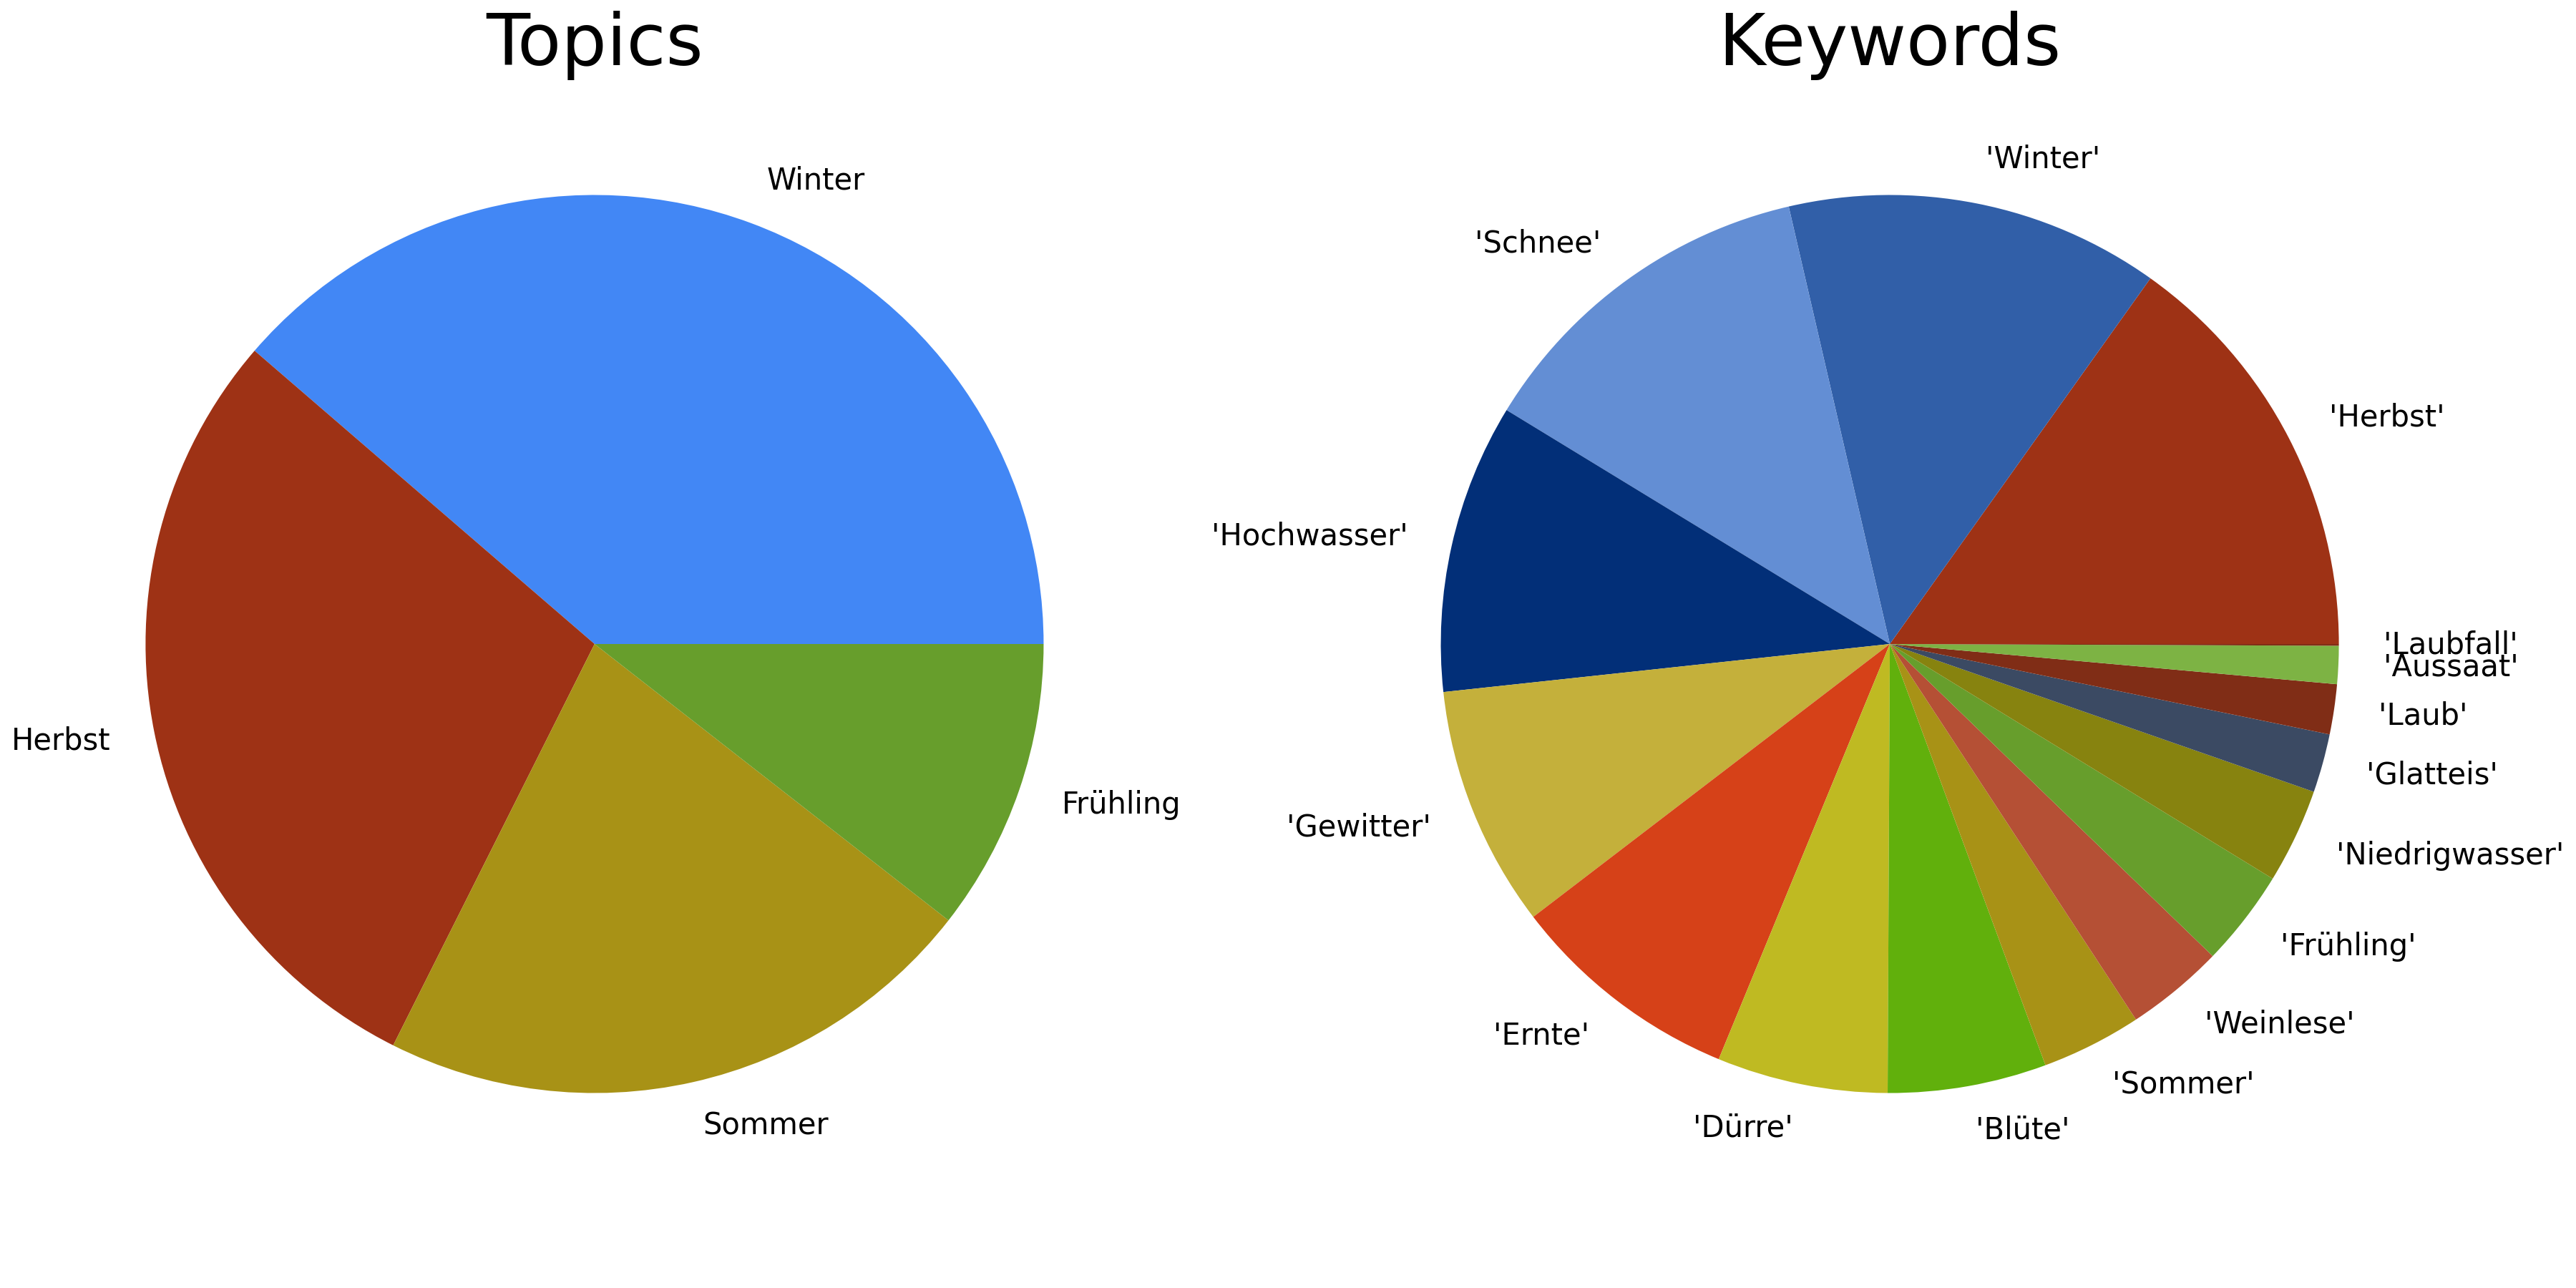 Topics
Winter
Herbst
Sommer
Frühling
Keywords
'Winter'
'Schnee'
'Herbst'
'Hochwasser'
'Laubfall'
'Aussaat'
'Laub'
'Glatteis'
'Gewitter'
'Niedrigwasser'
'Frühling'
'Weinlese'
'Ernte'
'Sommer'
'Dürre'
'Blüte'